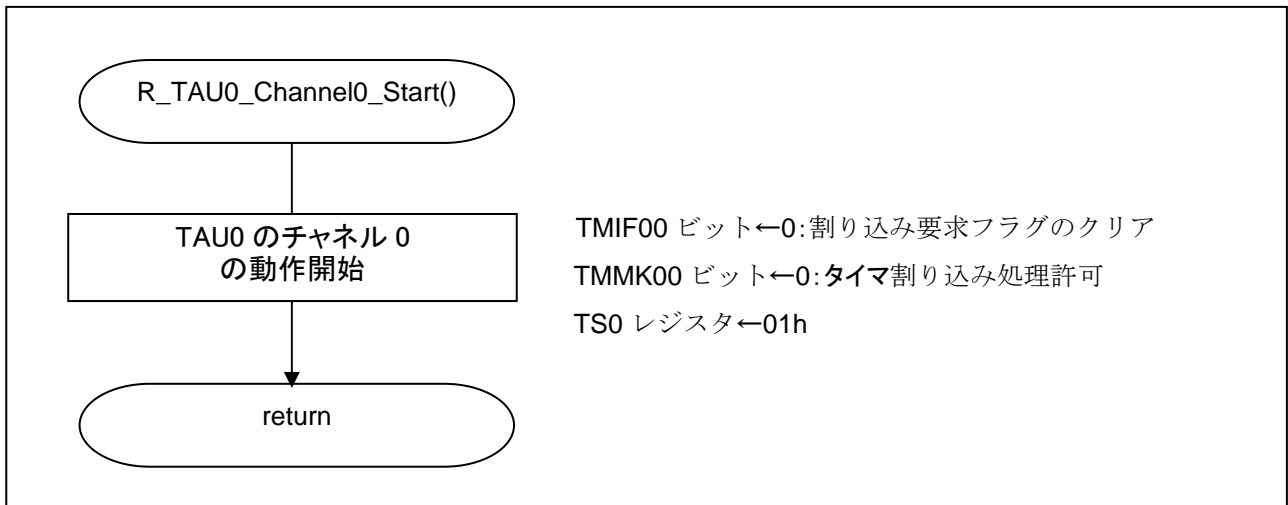 R_TAU0_Channel0_Start()
TAU0 のチャネル 0
の動作開始
TMIF00 ビット←0:割り込み要求フラグのクリア
TMMK00 ビット←0:タイマ割り込み処理許可
TS0 レジスタ←01h
return